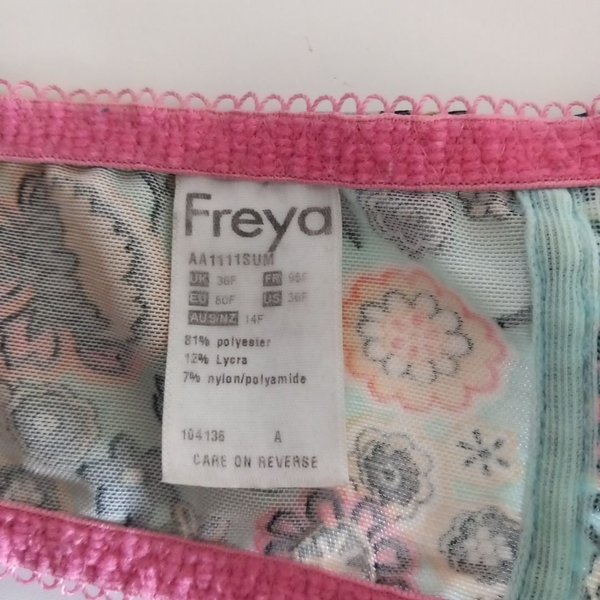 Freya
AA1111SUM
UK 36F FR 95F
EU 80F US 36F
AUS/NZ 14F
81% polyester
12% Lycra
7% nylon/polyamide
104136 A
CARE ON REVERSE